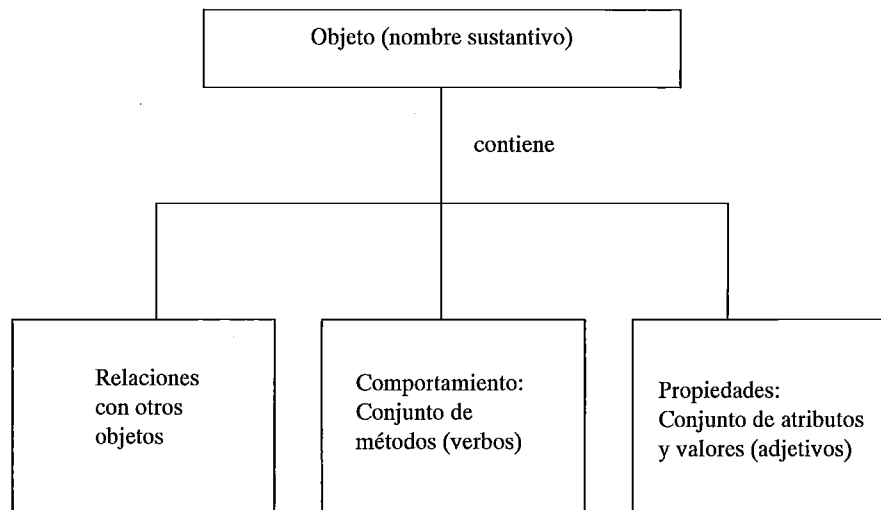 Objeto (nombre sustantivo)
contiene
Relaciones
con otros
objetos
Comportamiento:
Conjunto de
métodos (verbos)
Propiedades:
Conjunto de atributos
y valores (adjetivos)